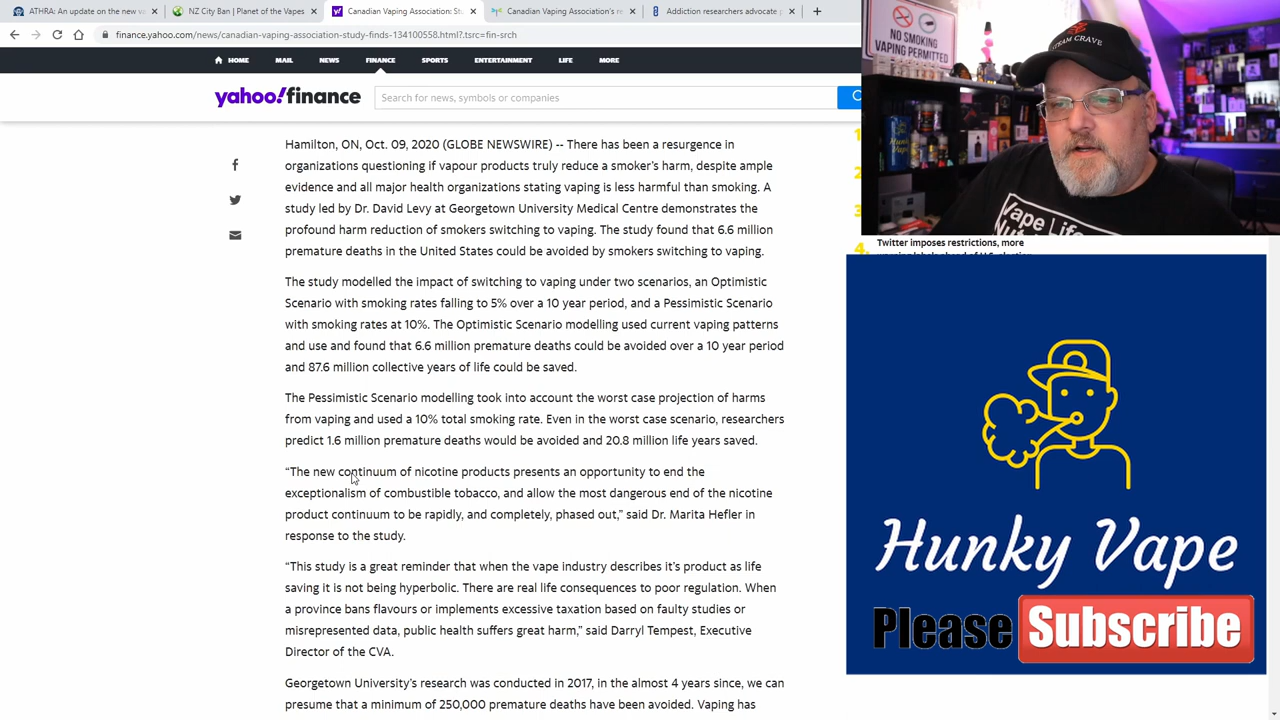 ATHRA: An update on the new va
NZ City Ban | Planet of the Vapes
Canadian Vaping Association: St
Canadian Vaping Association's re
Addiction researchers advocate p
finance.yahoo.com/news/canadian-vaping-association-study-finds-134100558.html?.tsrc=fin-srch
HOME MAIL NEWS FINANCE SPORTS ENTERTAINMENT LIFE MORE
yahoo!finance
Search for news, symbols or companies
Hamilton, ON, Oct. 09, 2020 (GLOBE NEWSWIRE) -- There has been a resurgence in
organizations questioning if vapour products truly reduce a smoker's harm, despite ample
evidence and all major health organizations stating vaping is less harmful than smoking. A
study led by Dr. David Levy at Georgetown University Medical Centre demonstrates the
profound harm reduction of smokers switching to vaping. The study found that 6.6 million
premature deaths in the United States could be avoided by smokers switching to vaping.
The study modelled the impact of switching to vaping under two scenarios, an Optimistic
Scenario with smoking rates falling to 5% over a 10 year period, and a Pessimistic Scenario
with smoking rates at 10%. The Optimistic Scenario modelling used current vaping patterns
and use and found that 6.6 million premature deaths could be avoided over a 10 year period
and 87.6 million collective years of life could be saved.
The Pessimistic Scenario modelling took into account the worst case projection of harms
from vaping and used a 10% total smoking rate. Even in the worst case scenario, researchers
predict 1.6 million premature deaths would be avoided and 20.8 million life years saved.
“The new continuum of nicotine products presents an opportunity to end the
exceptionalism of combustible tobacco, and allow the most dangerous end of the nicotine
product continuum to be rapidly, and completely, phased out,” said Dr. Marita Hefler in
response to the study.
“This study is a great reminder that when the vape industry describes it’s product as life
saving it is not being hyperbolic. There are real life consequences to poor regulation. When
a province bans flavours or implements excessive taxation based on faulty studies or
misrepresented data, public health suffers great harm,” said Darryl Tempest, Executive
Director of the CVA.
Georgetown University’s research was conducted in 2017, in the almost 4 years since, we can
presume that a minimum of 250,000 premature deaths have been avoided. Vaping has
NO SMOKING
VAPING PERMITTED
STEAM CRAVE
Vape Life
4.
Twitter imposes restrictions, more
Hunky Vape
Please Subscribe